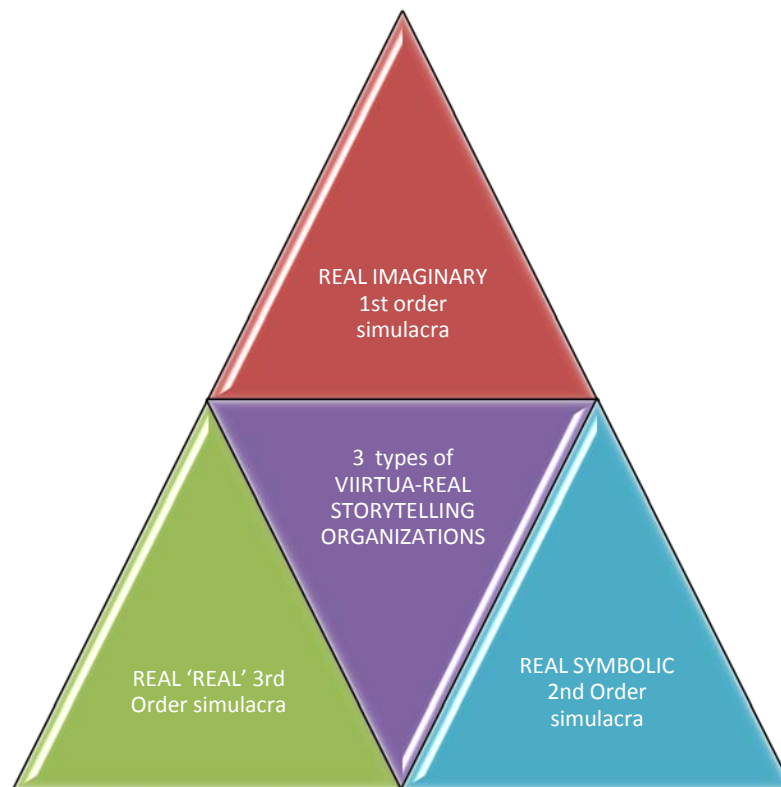 REAL IMAGINARY
1st order
simulacra
3 types of
VIIRTUA-REAL
STORYTELLING
ORGANIZATIONS
REAL ‘REAL’ 3rd
Order simulacra
REAL SYMBOLIC
2nd Order
simulacra